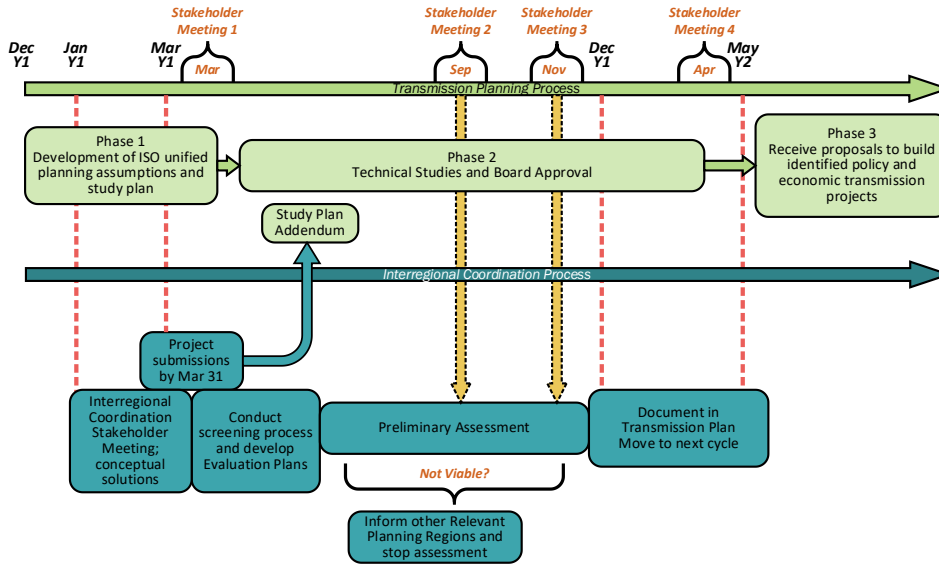 Stakeholder
Meeting 1
Stakeholder
Meeting 2
Stakeholder
Meeting 3
Stakeholder
Meeting 4
Dec
Y1
Jan
Y1
Mar
Y1
Mar
Sep
Nov
Dec
Y1
Apr
May
Y2
Transmission Planning Process
Phase 1
Development of ISO unified
planning assumptions and
study plan
Phase 2
Technical Studies and Board Approval
Phase 3
Receive proposals to build
identified policy and
economic transmission
projects
Study Plan
Addendum
Interregional Coordination Process
Project
submissions
by Mar 31
Interregional
Coordination
Stakeholder
Meeting;
conceptual
solutions
Conduct
screening process
and develop
Evaluation Plans
Preliminary Assessment
Document in
Transmission Plan
Move to next cycle
Not Viable?
Inform other Relevant
Planning Regions and
stop assessment